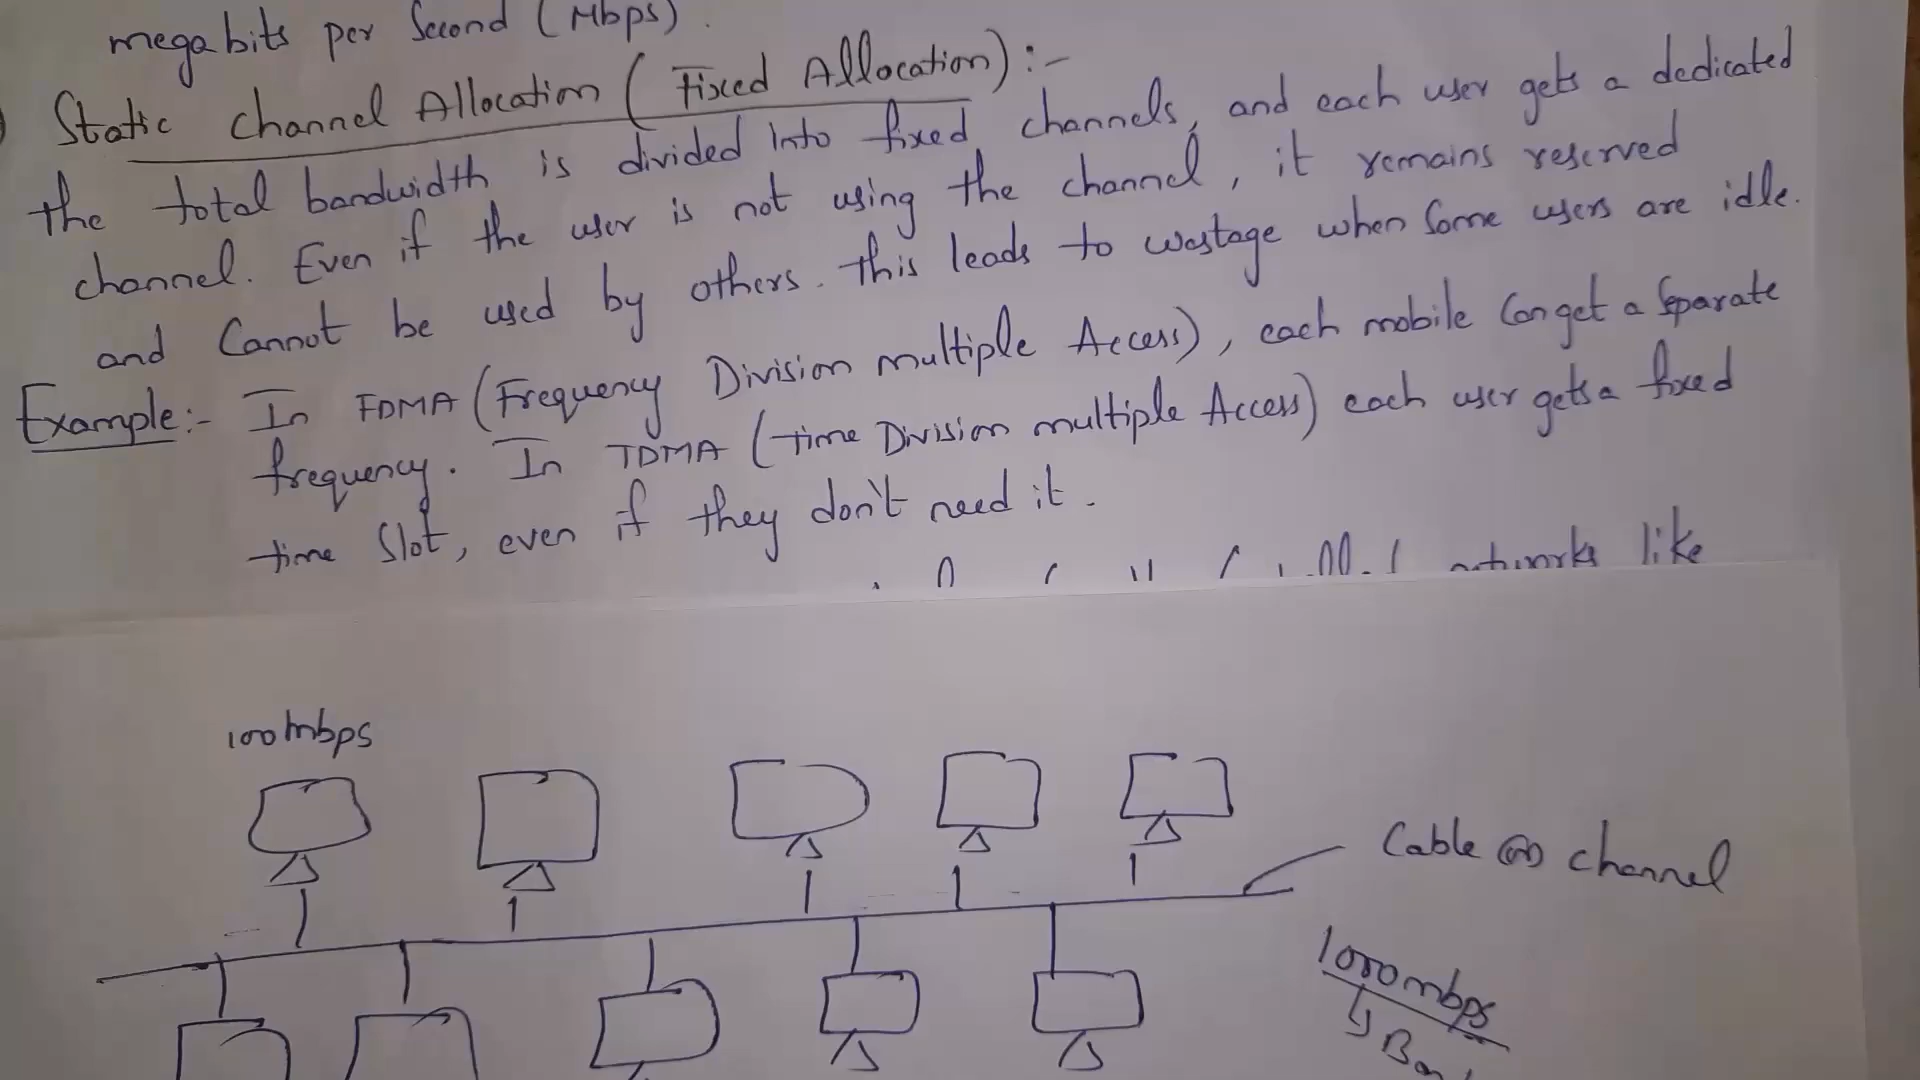 megabits per Second (Mbps).
Static channel Allocation (Fixed Allocation):-
the total bandwidth is divided into fixed channels, and each user gets a dedicated
channel. Even if the user is not using the channel, it remains reserved
and Cannot be used by others. this leads to wastage when Some users are idle.
Example:- In FDMA (Frequency Division multiple Access), each mobile can get a Separate
frequency. In TDMA (time Division multiple Access) each user gets a fixed
time Slot, even if they don't need it.
networks like
100Mbps
Cable (or) channel
1000mbps